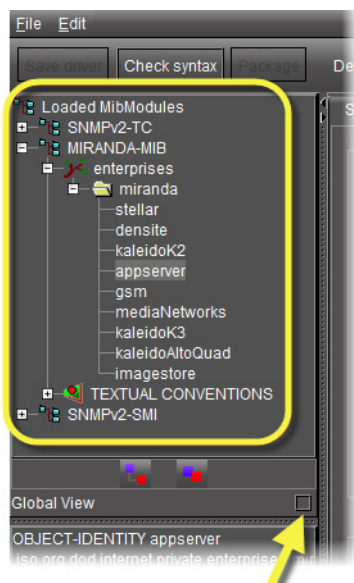 File Edit
Save driver Check syntax Package De
S
Loaded MibModules
SNMPv2-TC
MIRANDA-MIB
enterprises
miranda
stellar
densite
kaleidoK2
appserver
gsm
mediaNetworks
kaleidoK3
kaleidoAltoQuad
imagestore
TEXTUAL CONVENTIONS
SNMPv2-SMI
Global View
OBJECT-IDENTITY appserver
iso.org.dod.internet.private.enterprises